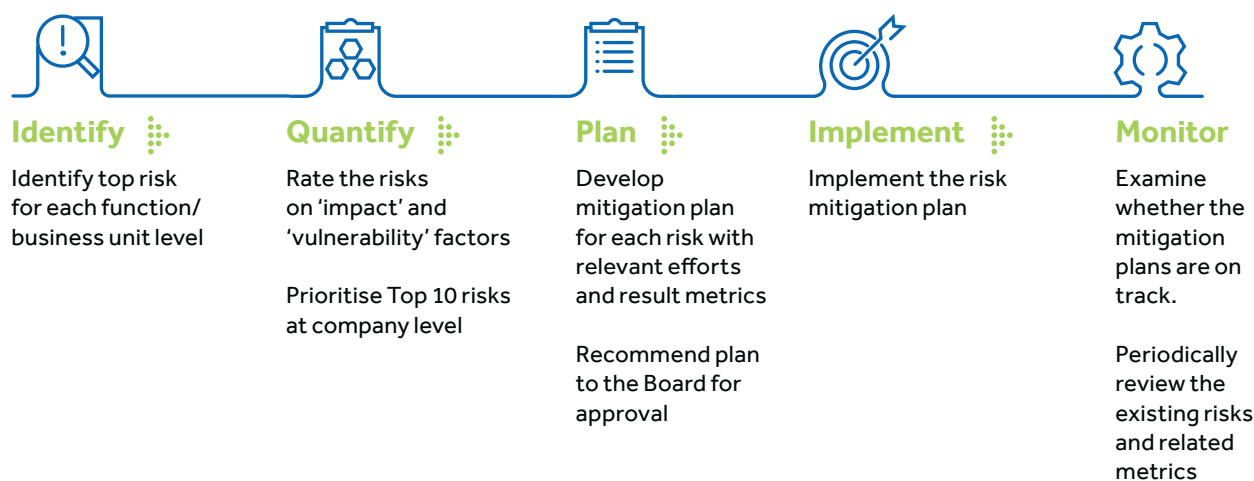 Identify
Identify top risk
for each function/
business unit level
Quantify
Rate the risks
on ‘impact’ and
‘vulnerability’ factors
Prioritise Top 10 risks
at company level
Plan
Develop
mitigation plan
for each risk with
relevant efforts
and result metrics
Recommend plan
to the Board for
approval
Implement
Implement the risk
mitigation plan
Monitor
Examine
whether the
mitigation
plans are on
track.
Periodically
review the
existing risks
and related
metrics